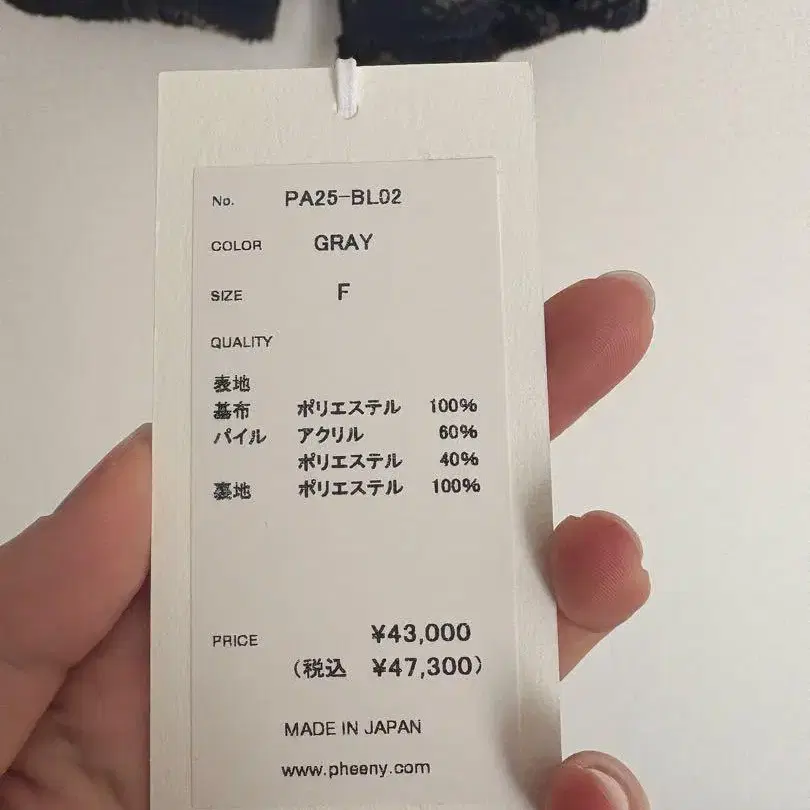 No. PA25-BL02
COLOR GRAY
SIZE F
QUALITY
表地
基布 ポリエステル 100%
パイル アクリル 60%
ポリエステル 40%
裏地 ポリエステル 100%
PRICE ¥43,000
(税込 ¥47,300)
MADE IN JAPAN
www.pheeny.com